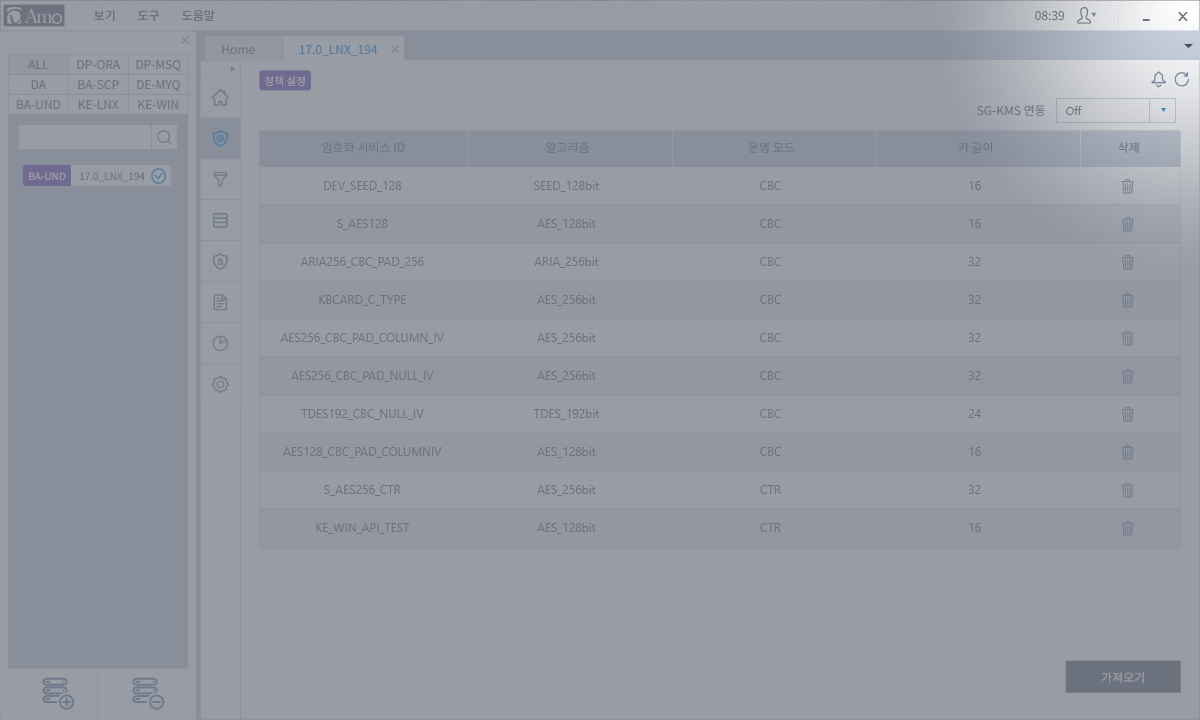 Amo 보기 도구 도움말 08:39
Home 17.0_LNX_194
ALL DP-ORA DP-MSQ
DA BA-SCP DE-MYQ
BA-UND KE-LNX KE-WIN
BA-UND 17.0_LNX_194
정책 설정
SG-KMS 연동 Off
암호화 서비스 ID 알고리즘 운영 모드 키 길이 삭제
DEV_SEED_128 SEED_128bit CBC 16
S_AES128 AES_128bit CBC 16
ARIA256_CBC_PAD_256 ARIA_256bit CBC 32
KBCARD_C_TYPE AES_256bit CBC 32
AES256_CBC_PAD_COLUMN_IV AES_256bit CBC 32
AES256_CBC_PAD_NULL_IV AES_256bit CBC 32
TDES192_CBC_NULL_IV TDES_192bit CBC 24
AES128_CBC_PAD_COLUMNIV AES_128bit CBC 16
S_AES256_CTR AES_256bit CTR 32
KE_WIN_API_TEST AES_128bit CTR 16
가져오기